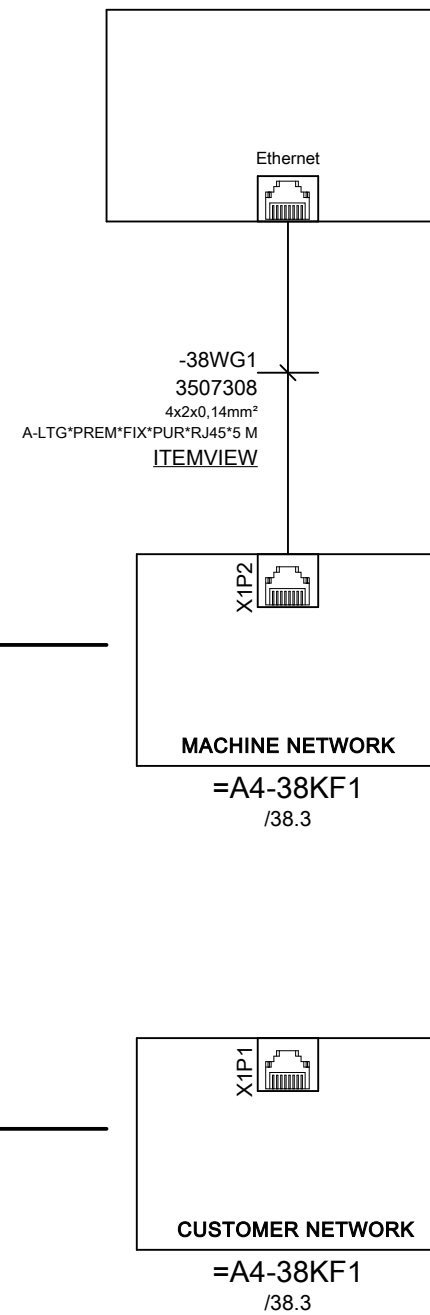 Ethernet
-38WG1
3507308
4x2x0,14mm²
A-LTG*PREM*FIX*PUR*RJ45*5 M
ITEMVIEW
X1P2
MACHINE NETWORK
=A4-38KF1
/38.3
X1P1
CUSTOMER NETWORK
=A4-38KF1
/38.3